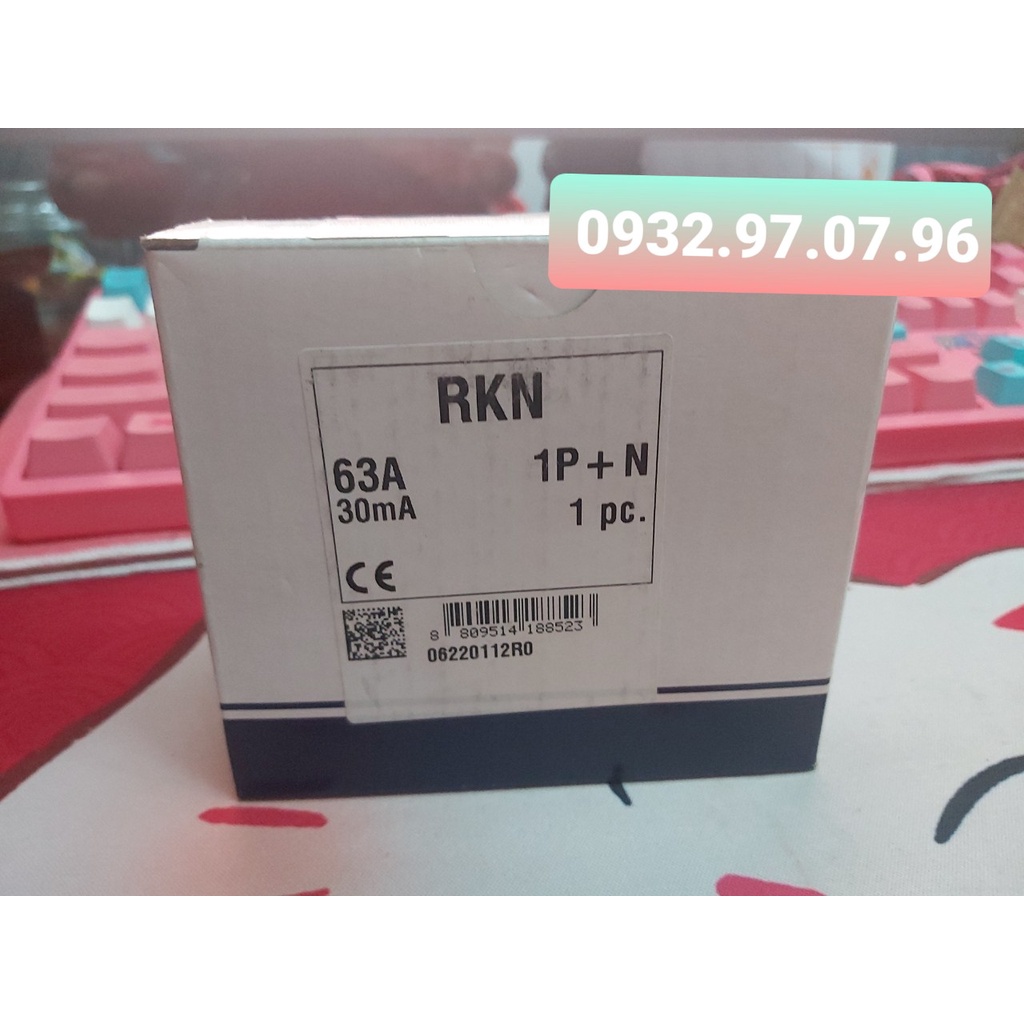 0932.97.07.96
RKN
63A 1P+N
30mA 1 pc.
CE
8 809514 188523
06220112R0